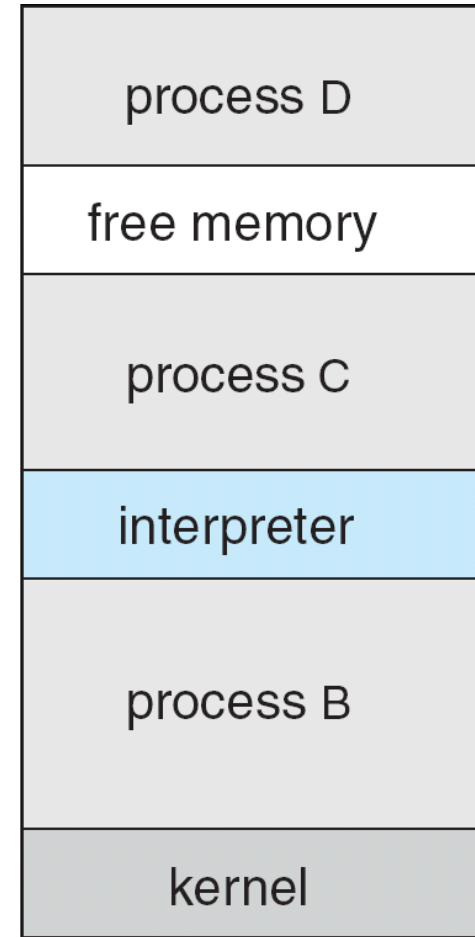 process D
free memory
process C
interpreter
process B
kernel